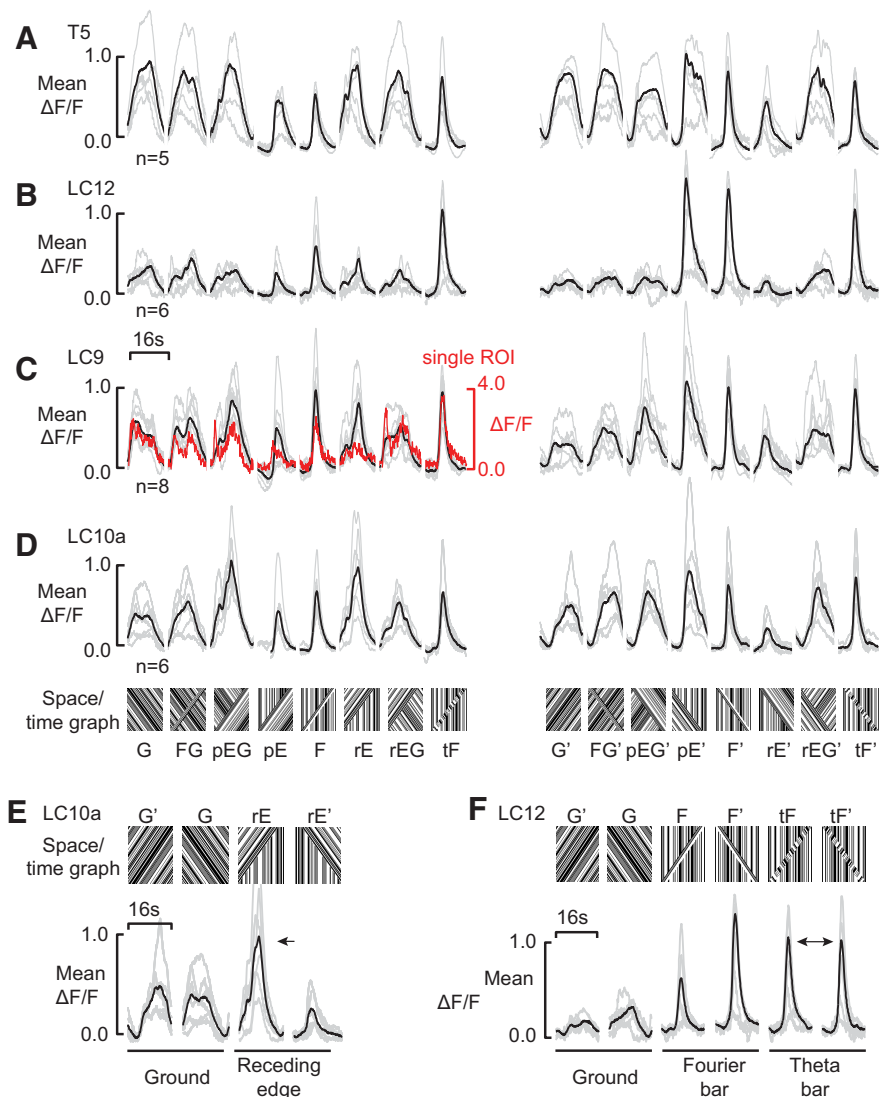 A
T5
1.0
Mean
ΔF/F
0.0
n=5
B
LC12
1.0
Mean
ΔF/F
0.0
n=6
16s
C
LC9
single ROI
1.0
4.0
Mean
ΔF/F
ΔF/F
0.0
0.0
n=8
D
LC10a
1.0
Mean
ΔF/F
0.0
n=6
Space/
time graph
G FG pEG pE F rE rEG tF G' FG' pEG' pE' F' rE' rEG' tF'
E
LC10a
G' G rE rE'
Space/
time graph
16s
1.0
Mean
ΔF/F
0.0
Ground
Receding
edge
F
LC12
G' G F F' tF tF'
Space/
time graph
16s
1.0
Mean
ΔF/F
0.0
Ground
Fourier
bar
Theta
bar